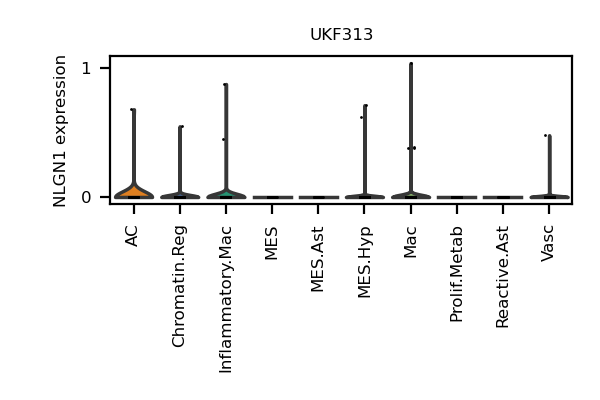 UKF313
NLGN1 expression
1
0
AC
Chromatin.Reg
Inflammatory.Mac
MES
MES.Ast
MES.Hyp
Mac
Prolif.Metab
Reactive.Ast
Vasc